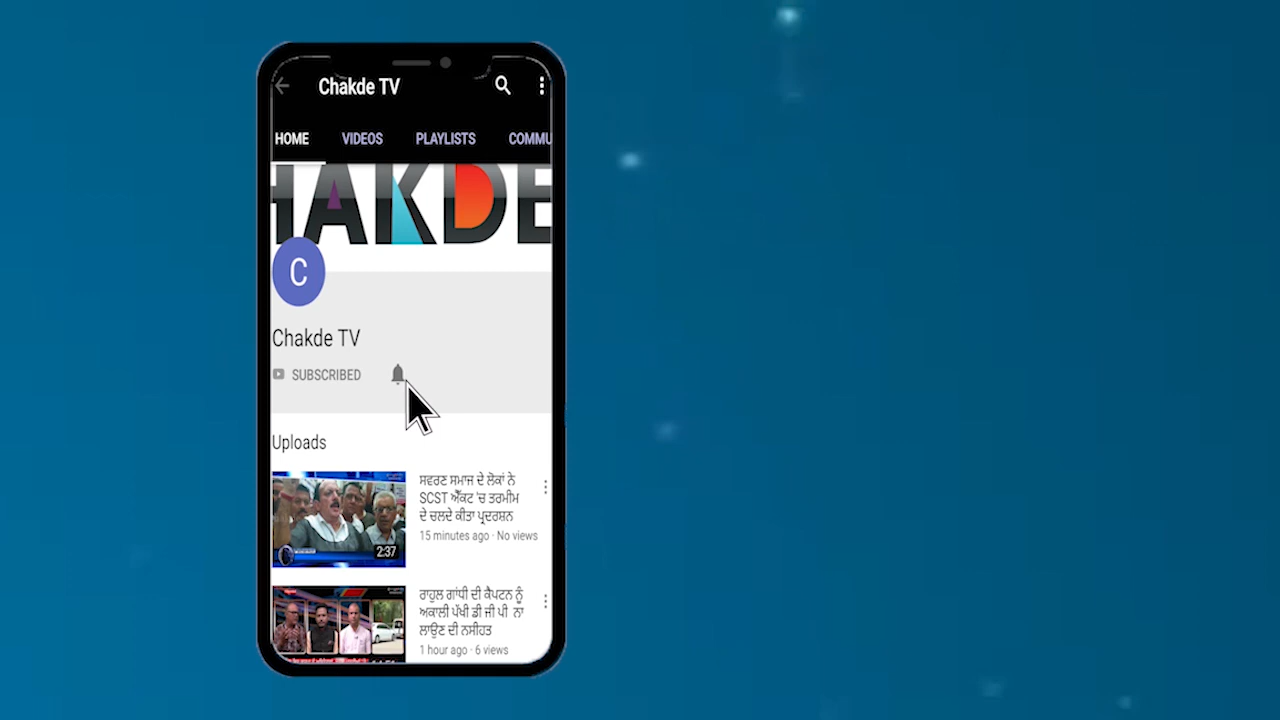 Chakde TV
HOME VIDEOS PLAYLISTS COMMU
HAKDE
C
Chakde TV
SUBSCRIBED
Uploads
ਸਵਰਣ ਸਮਾਜ ਦੇ ਲੋਕਾਂ ਨੇ
SCST ਐੱਕਟ 'ਚ ਤਰਮੀਮ
ਦੇ ਚਲਦੇ ਕੀਤਾ ਪ੍ਰਦਰਸ਼ਨ
15 minutes ago · No views
2:37
ਰਾਹੁਲ ਗਾਂਧੀ ਦੀ ਕੈਪਟਨ ਨੂੰ
ਅਕਾਲੀ ਪੱਖੀ ਡੀ ਜੀ ਪੀ ਨਾ
ਲਾਉਣ ਦੀ ਨਸੀਹਤ
1 hour ago · 6 views